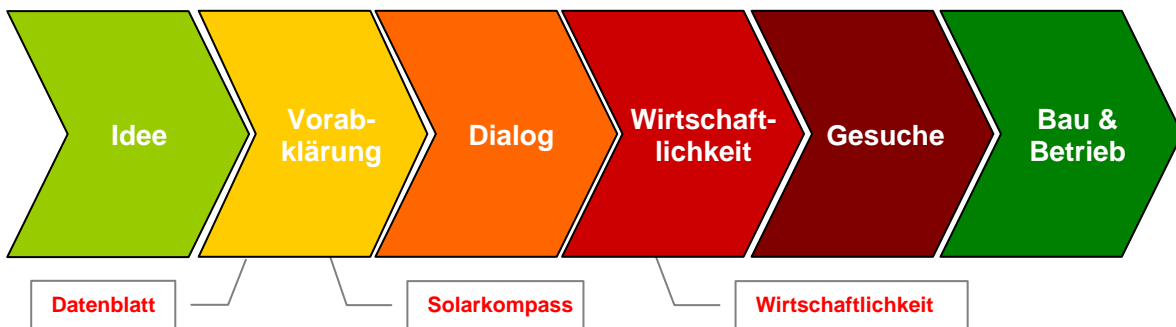 Idee
Vorab-
klärung
Dialog
Wirtschaft-
lichkeit
Gesuche
Bau &
Betrieb
Datenblatt
Solarkompass
Wirtschaftlichkeit